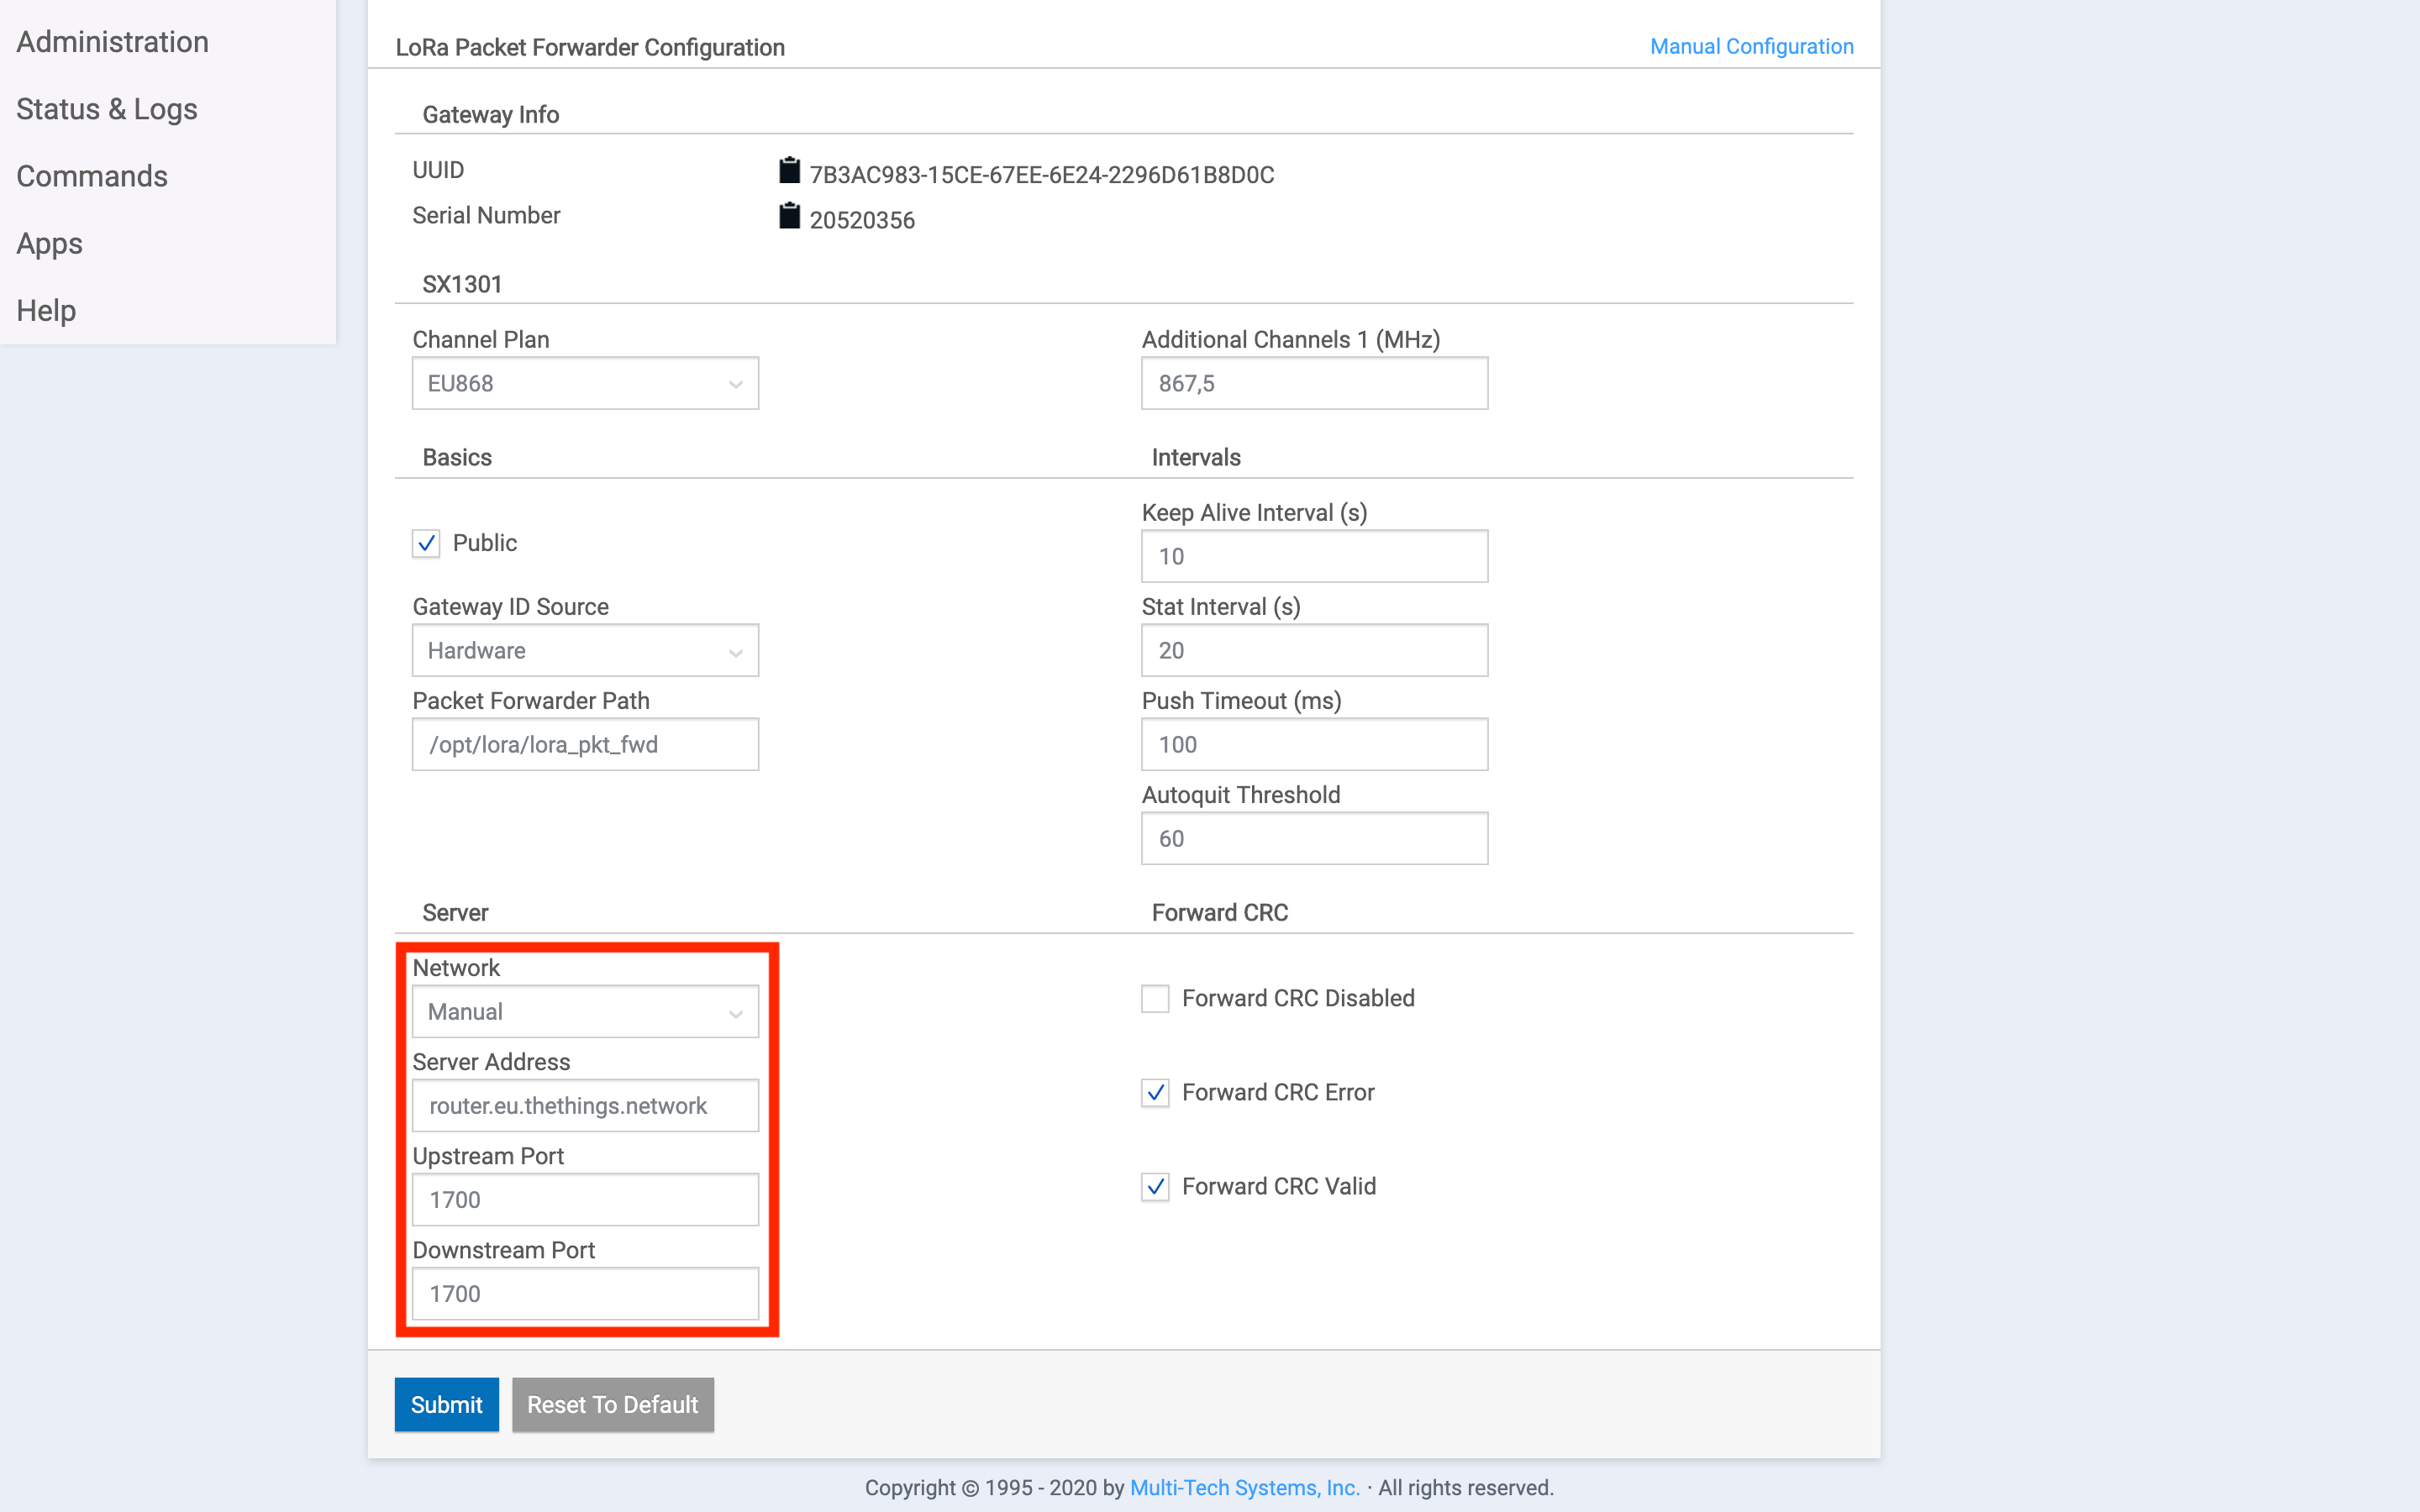 Administration
Status & Logs
Commands
Apps
Help
LoRa Packet Forwarder Configuration
Manual Configuration
Gateway Info
UUID
7B3AC983-15CE-67EE-6E24-2296D61B8D0C
Serial Number
20520356
SX1301
Channel Plan
EU868
Additional Channels 1 (MHz)
867,5
Basics
Public
Gateway ID Source
Hardware
Packet Forwarder Path
/opt/lora/lora_pkt_fwd
Intervals
Keep Alive Interval (s)
10
Stat Interval (s)
20
Push Timeout (ms)
100
Autoquit Threshold
60
Server
Network
Manual
Server Address
router.eu.thethings.network
Upstream Port
1700
Downstream Port
1700
Forward CRC
Forward CRC Disabled
Forward CRC Error
Forward CRC Valid
Submit
Reset To Default
Copyright © 1995 - 2020 by Multi-Tech Systems, Inc. · All rights reserved.